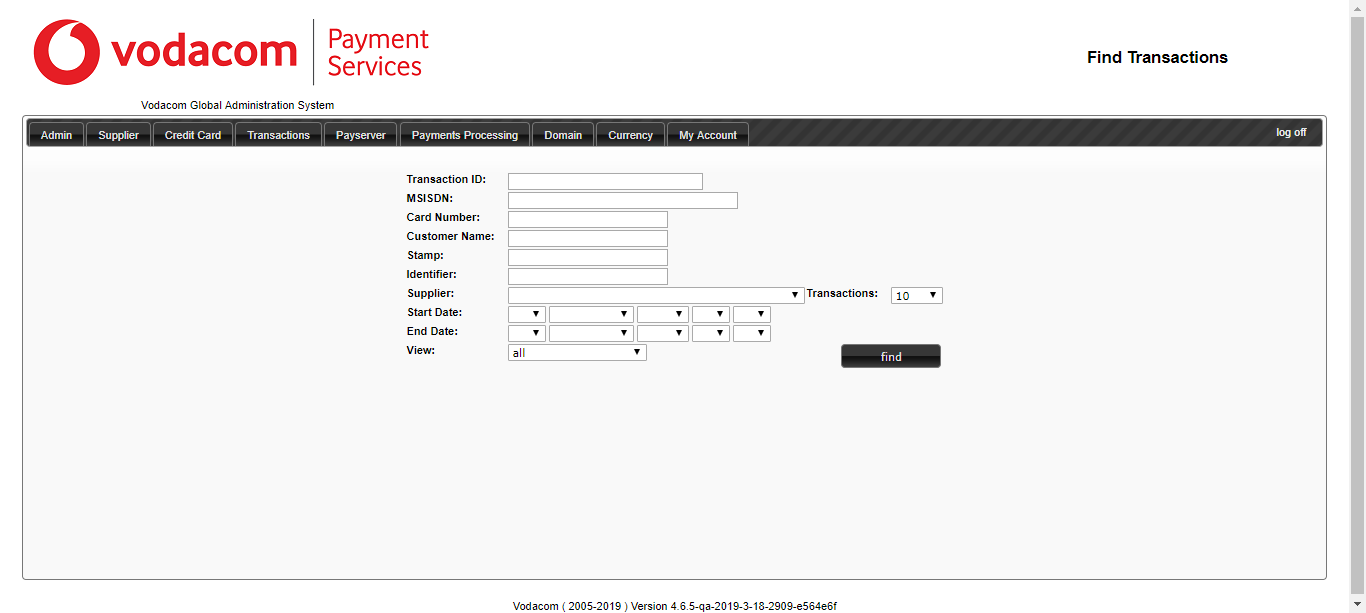 vodacom
Payment
Services
Find Transactions
Vodacom Global Administration System
Admin Supplier Credit Card Transactions Payserver Payments Processing Domain Currency My Account log off
Transaction ID:
MSISDN:
Card Number:
Customer Name:
Stamp:
Identifier:
Supplier: Transactions: 10
Start Date:
End Date:
View: all find
Vodacom ( 2005-2019 ) Version 4.6.5-qa-2019-3-18-2909-e564e6f